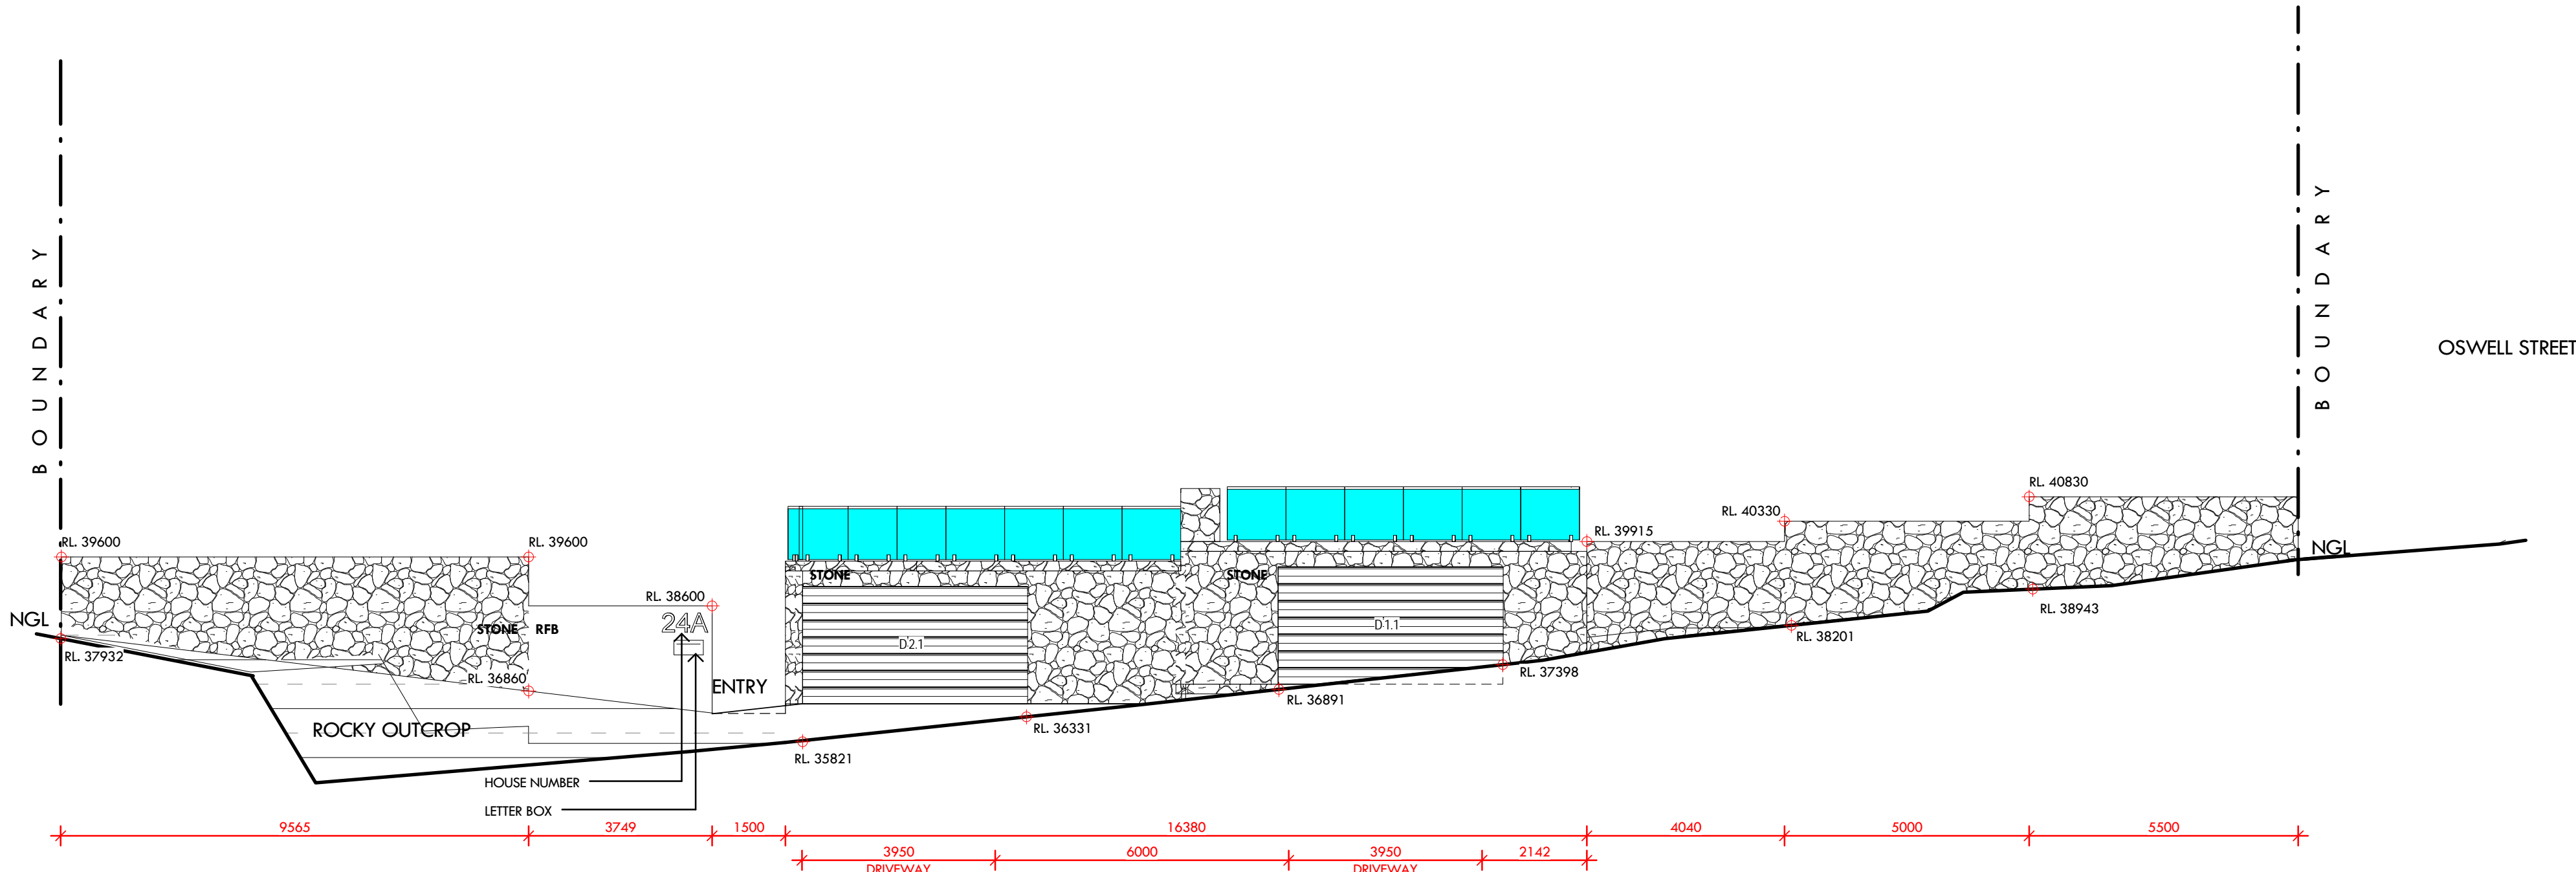 BOUNDARY
BOUNDARY
OSWELL STREET
RL. 40830
RL. 40330
RL. 39915
RL. 39600
RL. 39600
NGL
STONE
STONE
RL. 38600
RL. 38943
NGL
24A
STONE RFB
RL. 38201
D2.1
D1.1
RL. 37932
RL. 37398
RL. 36860
ENTRY
RL. 36891
ROCKY OUTCROP
RL. 36331
RL. 35821
HOUSE NUMBER
LETTER BOX
9565 3749 1500 16380 4040 5000 5500
3950 6000 3950 2142
DRIVEWAY DRIVEWAY